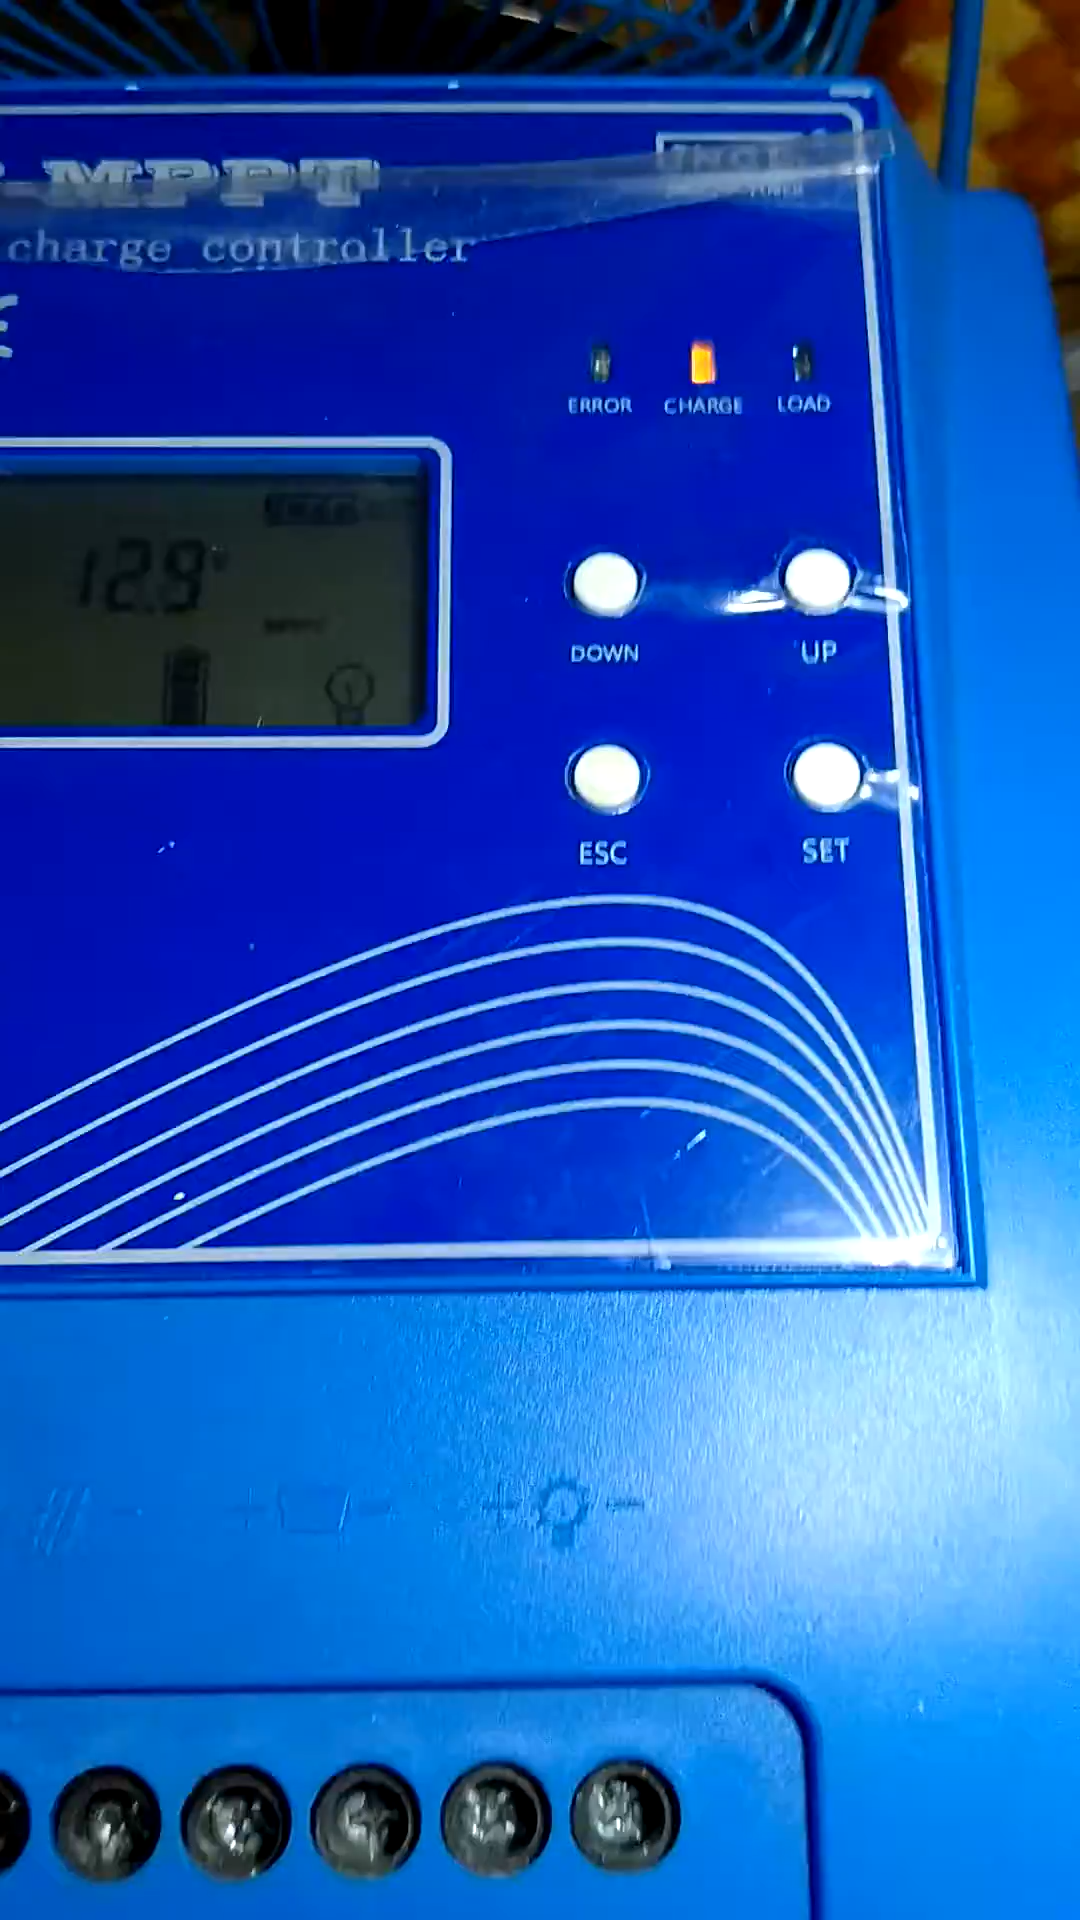 MPPT
charge controller
ERROR CHARGE LOAD
12.9 v
DOWN UP
ESC SET
+ -